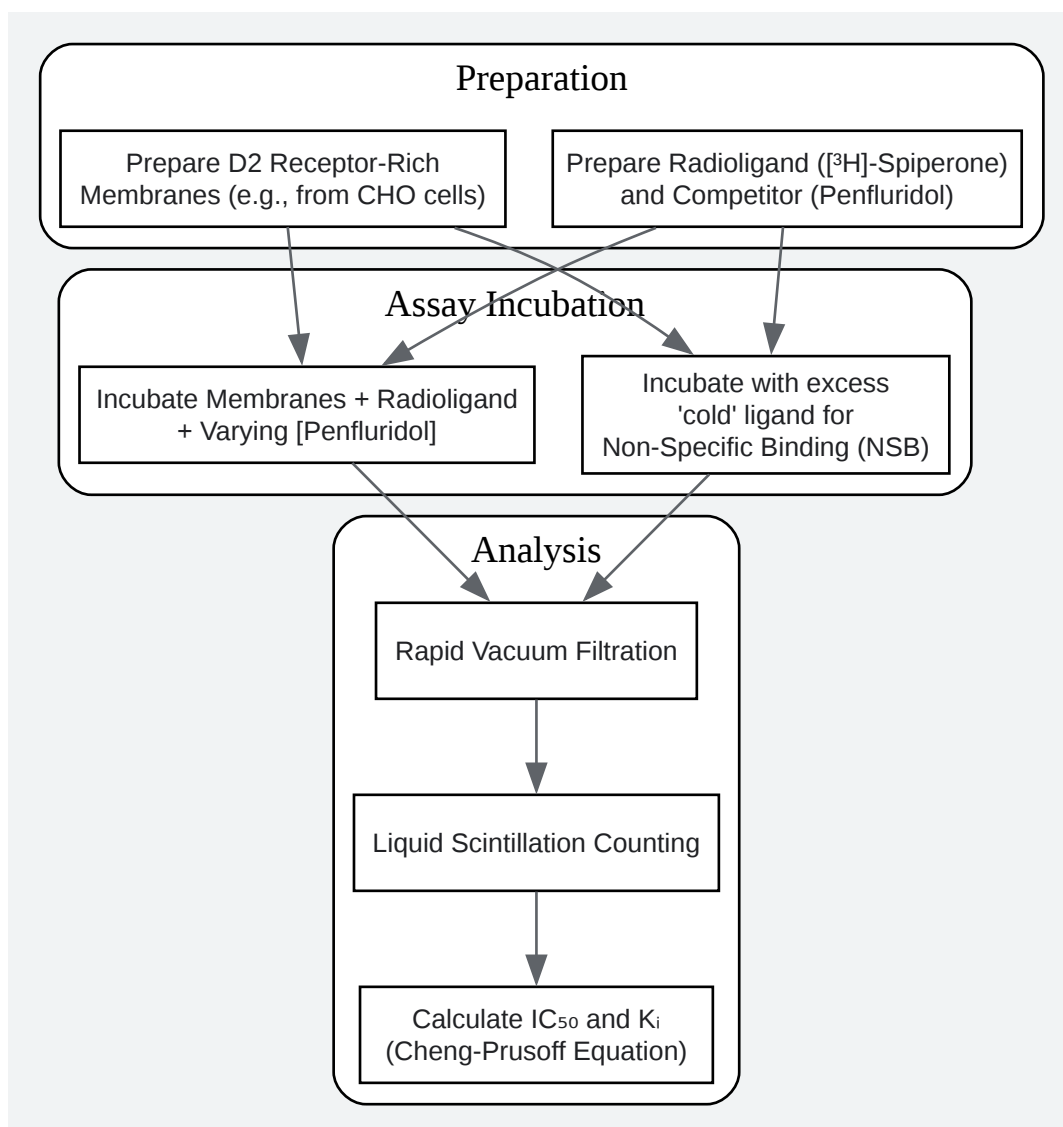 Preparation
Prepare D2 Receptor-Rich
Membranes (e.g., from CHO cells)
Prepare Radioligand ([³H]-Spiperone)
and Competitor (Penfluridol)
Assay Incubation
Incubate Membranes + Radioligand
+ Varying [Penfluridol]
Incubate with excess
'cold' ligand for
Non-Specific Binding (NSB)
Analysis
Rapid Vacuum Filtration
Liquid Scintillation Counting
Calculate IC₅₀ and Kᵢ
(Cheng-Prusoff Equation)